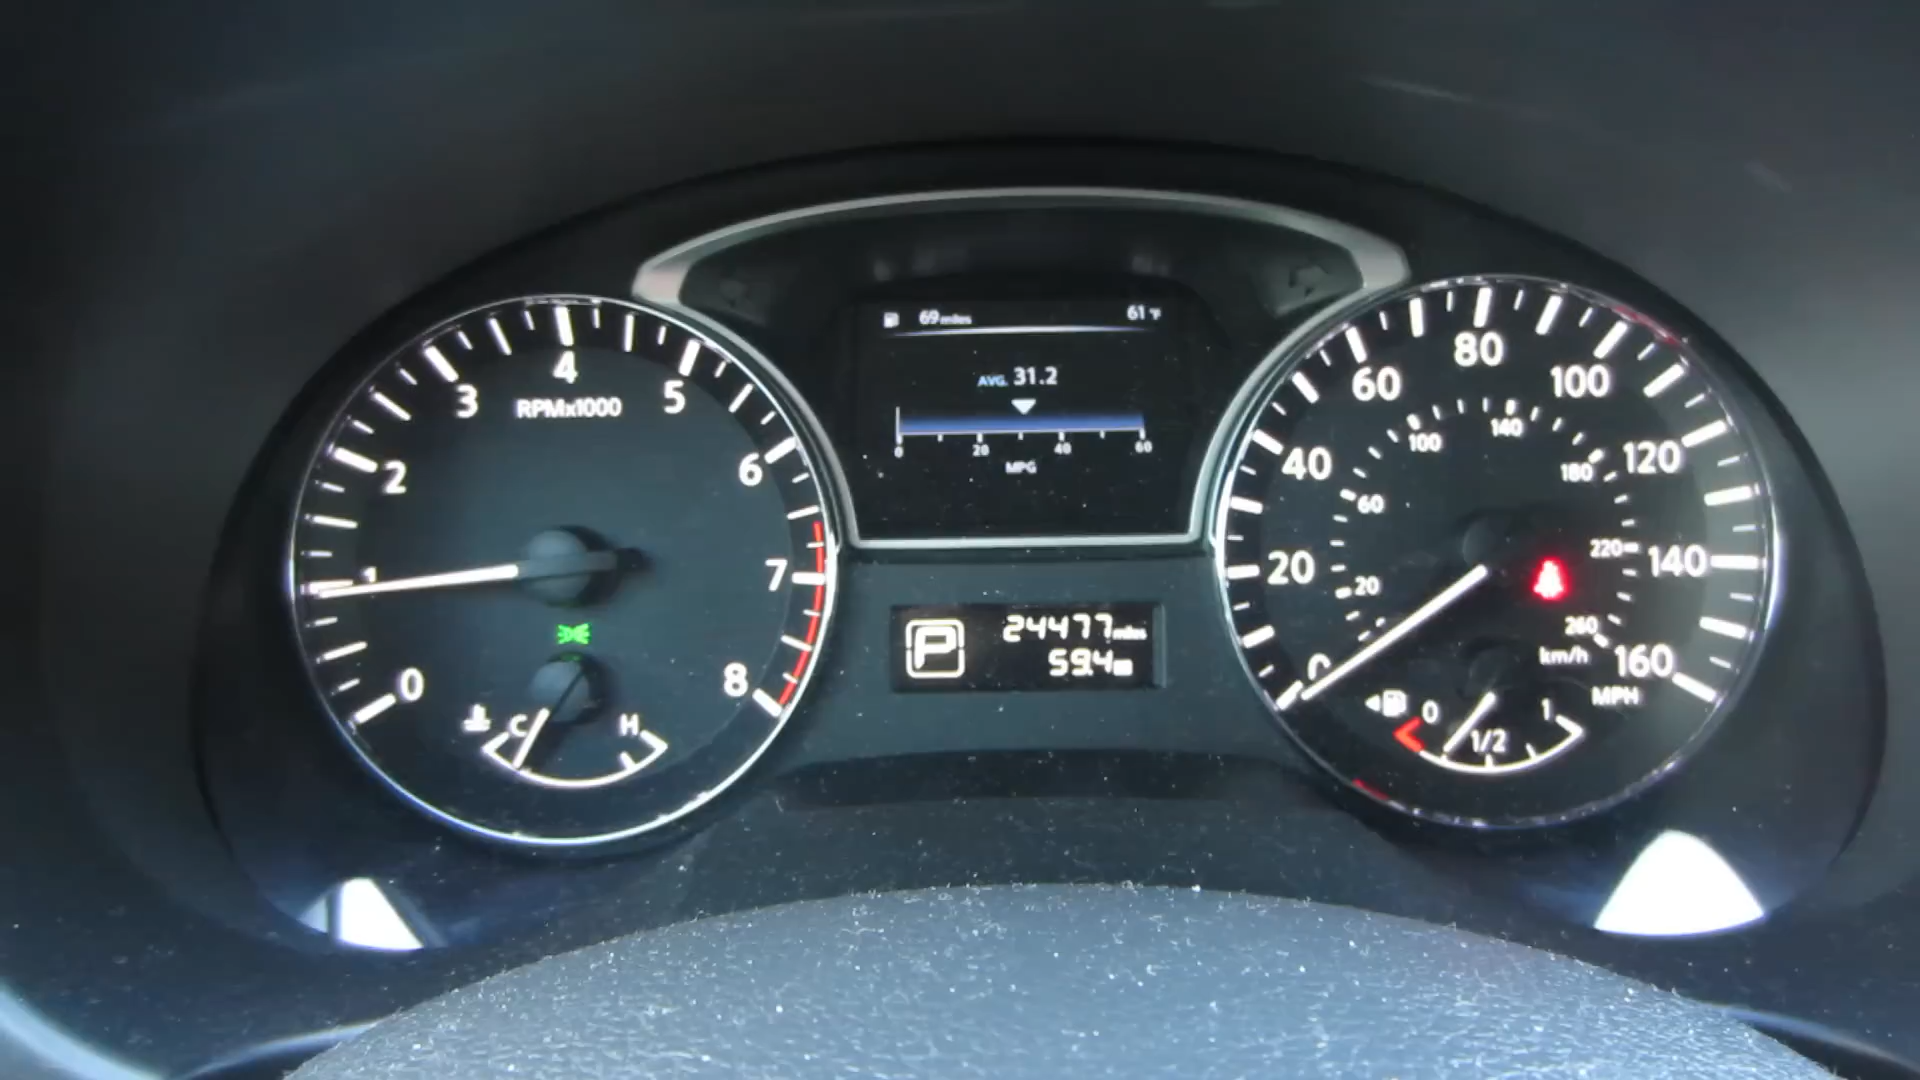 69 miles 61°F
AVG. 31.2
0 20 40 60
MPG
0 1 2 3 4 5 6 7 8
RPMx1000
C H
P
24477 miles
59.4
0 20 40 60 80 100 120 140 160
MPH
20 60 100 140 180 220 260
km/h
0 1/2 1